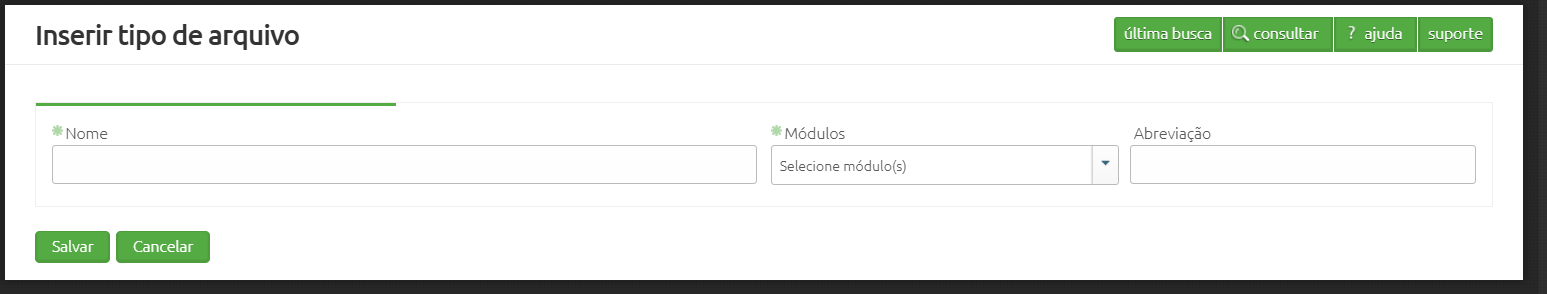 Inserir tipo de arquivo
última busca consultar ? ajuda suporte
Nome Módulos Abreviação
Selecione módulo(s)
Salvar Cancelar